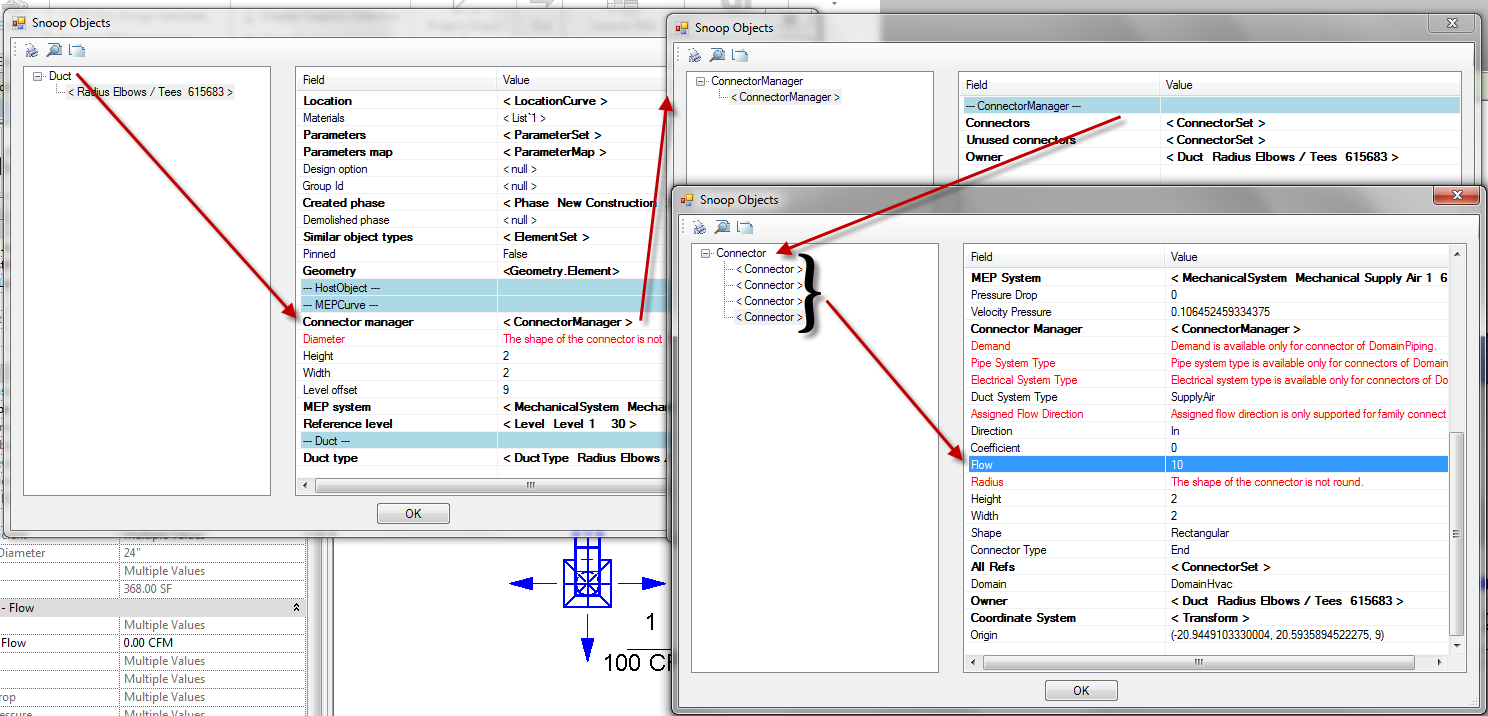 Snoop Objects
Duct
< Radius Elbows / Tees 615683 >
Field Value
Location < LocationCurve >
Materials < List`1 >
Parameters < ParameterSet >
Parameters map < ParameterMap >
Design option < null >
Group Id < null >
Created phase < Phase New Construction
Demolished phase < null >
Similar object types < ElementSet >
Pinned False
Geometry <Geometry.Element>
--- HostObject ---
--- MEPCurve ---
Connector manager < ConnectorManager >
Diameter The shape of the connector is not
Height 2
Width 2
Level offset 9
MEP system < MechanicalSystem Mecha
Reference level < Level Level 1 30 >
--- Duct ---
Duct type < DuctType Radius Elbows /
OK
Snoop Objects
ConnectorManager
< ConnectorManager >
Field Value
--- ConnectorManager ---
Connectors < ConnectorSet >
Unused connectors < ConnectorSet >
Owner < Duct Radius Elbows / Tees 615683 >
Snoop Objects
Connector
< Connector >
< Connector >
< Connector >
< Connector >
Field Value
MEP System < MechanicalSystem Mechanical Supply Air 1 6
Pressure Drop 0
Velocity Pressure 0.106452459334375
Connector Manager < ConnectorManager >
Demand Demand is available only for connector of DomainPiping.
Pipe System Type Pipe system type is available only for connectors of Domain
Electrical System Type Electrical system type is available only for connectors of Do
Duct System Type SupplyAir
Assigned Flow Direction Assigned flow direction is only supported for family connect
Direction In
Coefficient 0
Flow 10
Radius The shape of the connector is not round.
Height 2
Width 2
Shape Rectangular
Connector Type End
All Refs < ConnectorSet >
Domain DomainHvac
Owner < Duct Radius Elbows / Tees 615683 >
Coordinate System < Transform >
Origin (-20.9449103330004, 20.5935894522275, 9)
OK
Multiple Values
Diameter 24"
Multiple Values
368.00 SF
- Flow
Multiple Values
Flow 0.00 CFM
Multiple Values
Multiple Values
rop Multiple Values
essure Multiple Values
1
100 CF